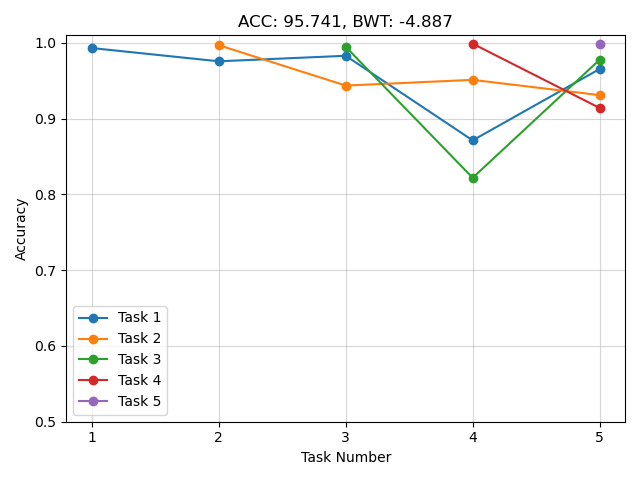 ACC: 95.741, BWT: -4.887
1.0
0.9
0.8
0.7
0.6
0.5
Accuracy
Task 1
Task 2
Task 3
Task 4
Task 5
1 2 3 4 5
Task Number